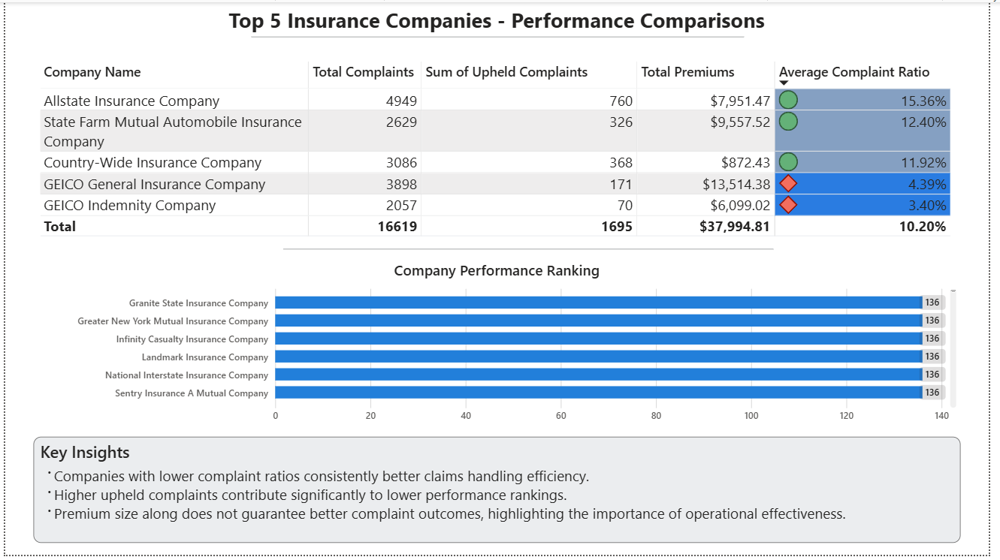 Top 5 Insurance Companies - Performance Comparisons
Company Name Total Complaints Sum of Upheld Complaints Total Premiums Average Complaint Ratio
Allstate Insurance Company 4949 760 $7,951.47 15.36%
State Farm Mutual Automobile Insurance 2629 326 $9,557.52 12.40%
Company
Country-Wide Insurance Company 3086 368 $872.43 11.92%
GEICO General Insurance Company 3898 171 $13,514.38 4.39%
GEICO Indemnity Company 2057 70 $6,099.02 3.40%
Total 16619 1695 $37,994.81 10.20%
Company Performance Ranking
Granite State Insurance Company 136
Greater New York Mutual Insurance Company 136
Infinity Casualty Insurance Company 136
Landmark Insurance Company 136
National Interstate Insurance Company 136
Sentry Insurance A Mutual Company 136
0 20 40 60 80 100 120 140
Key Insights
• Companies with lower complaint ratios consistently better claims handling efficiency.
• Higher upheld complaints contribute significantly to lower performance rankings.
• Premium size along does not guarantee better complaint outcomes, highlighting the importance of operational effectiveness.